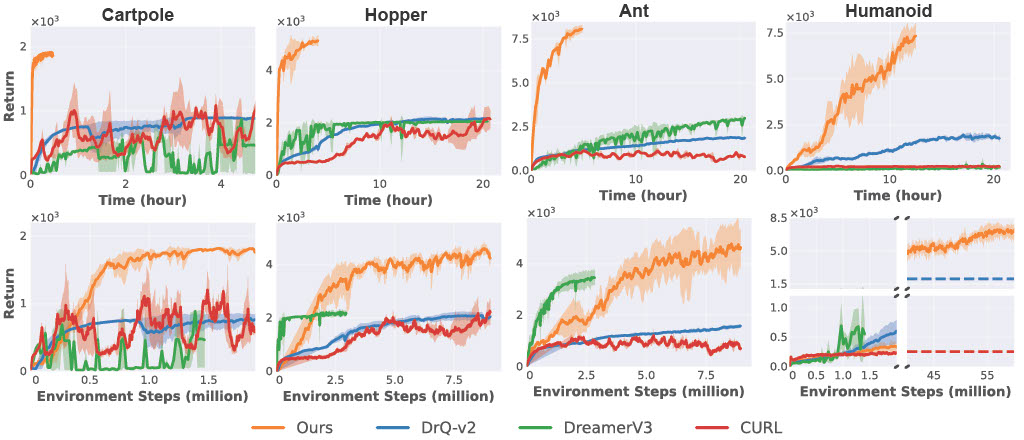 Cartpole Hopper Ant Humanoid
×10³ ×10³ ×10³ ×10³
Return
2
1
0
0 2 4
Time (hour)
4
2
0
0 10 20
Time (hour)
7.5
5.0
2.5
0
0 5 10 15 20
Time (hour)
7.5
5.0
2.5
0
0 5 10 15 20
Time (hour)
×10³ ×10³ ×10³ ×10³
Return
2
1
0
0 0.5 1.0 1.5
Environment Steps (million)
4
2
0
0 2.5 5.0 7.5
Environment Steps (million)
4
2
0
0 2.5 5.0 7.5
Environment Steps (million)
8.5
5.0
1.5
1.0
0.5
0.0
0 0.5 1.0 1.5 45 55
Environment Steps (million)
Ours DrQ-v2 DreamerV3 CURL